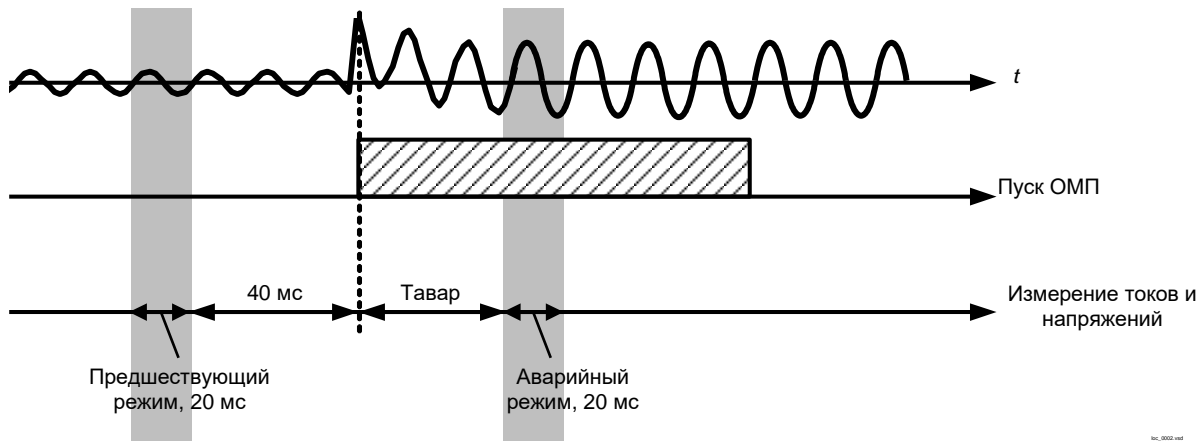 t
Пуск ОМП
40 мс
Тавар
Измерение токов и
напряжений
Предшествующий
режим, 20 мс
Аварийный
режим, 20 мс
loc_0002.vsd